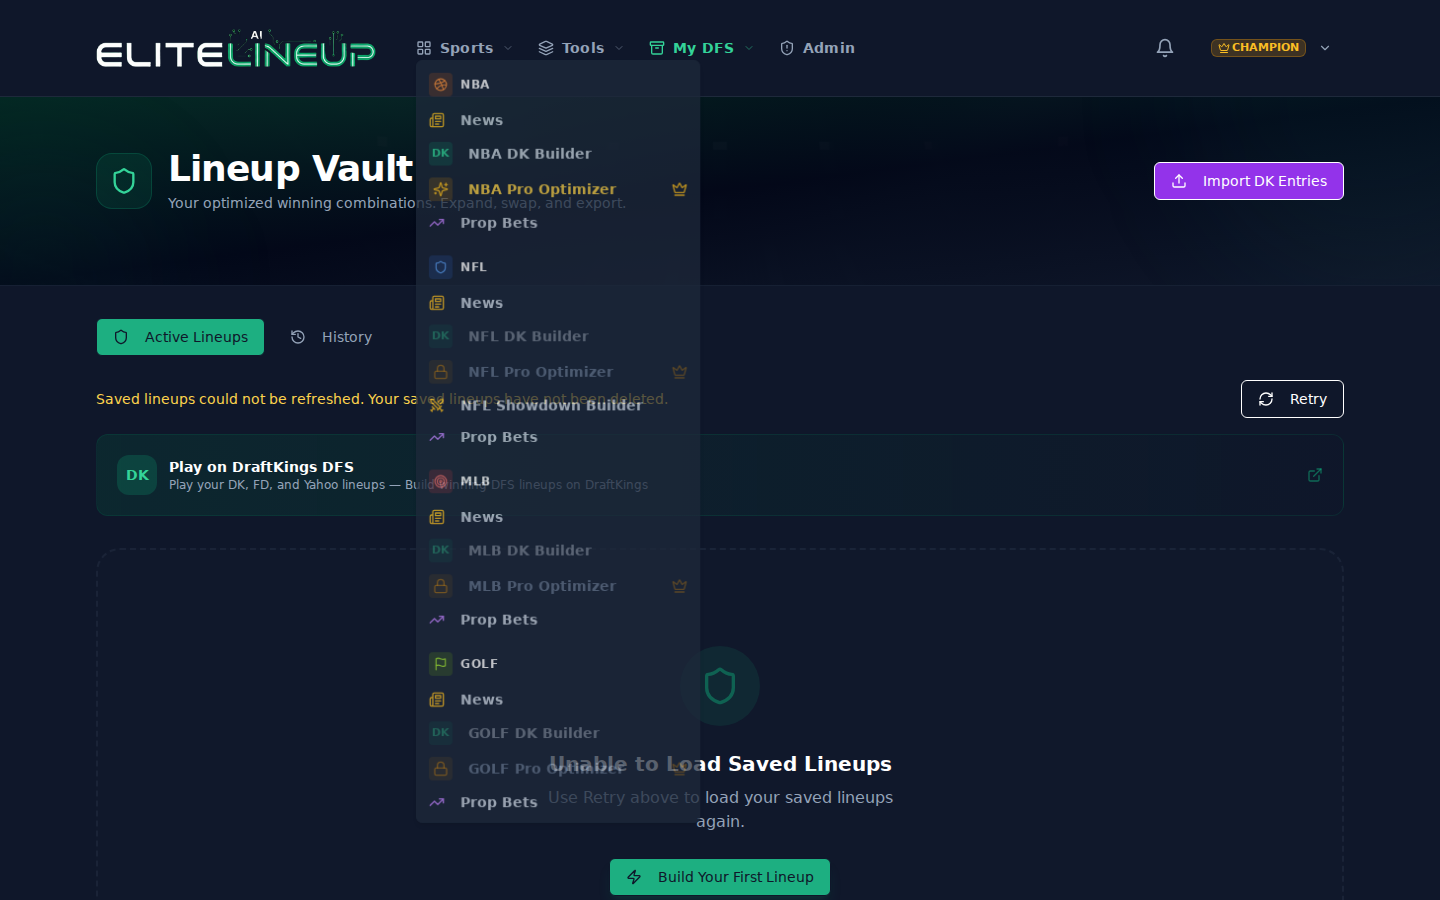 ELITELINEUP
AI
Sports
Tools
My DFS
Admin
CHAMPION
NBA
News
DK NBA DK Builder
NBA Pro Optimizer
Prop Bets
NFL
News
DK NFL DK Builder
NFL Pro Optimizer
NFL Showdown Builder
Prop Bets
MLB
News
DK MLB DK Builder
MLB Pro Optimizer
Prop Bets
GOLF
News
DK GOLF DK Builder
GOLF Pro Optimizer
Prop Bets
Lineup Vault
Your optimized winning combinations. Expand, swap, and export.
Import DK Entries
Active Lineups
History
Saved lineups could not be refreshed. Your saved lineups have not been deleted.
Retry
DK
Play on DraftKings DFS
Play your DK, FD, and Yahoo lineups — Build winning DFS lineups on DraftKings
Unable to Load Saved Lineups
Use Retry above to load your saved lineups
again.
Build Your First Lineup